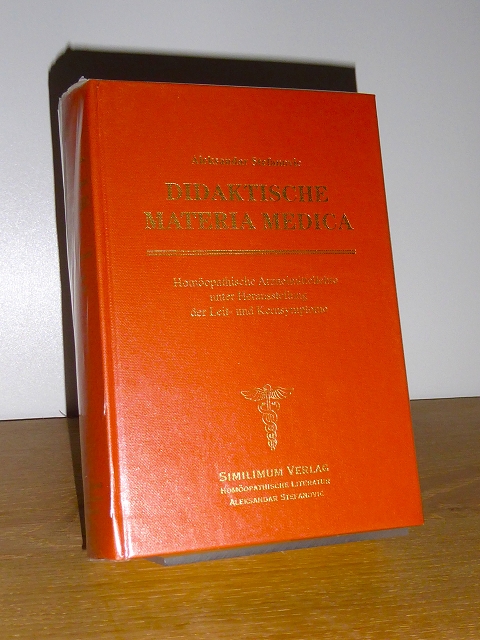 Aleksandar Stefanovic
DIDAKTISCHE
MATERIA MEDICA
Homöopathische Arzneimittellehre
unter Herausstellung
der Leit- und Kernsymptome
SIMILIMUM VERLAG
HOMÖOPATHISCHE LITERATUR
ALEKSANDAR STEFANOVIC